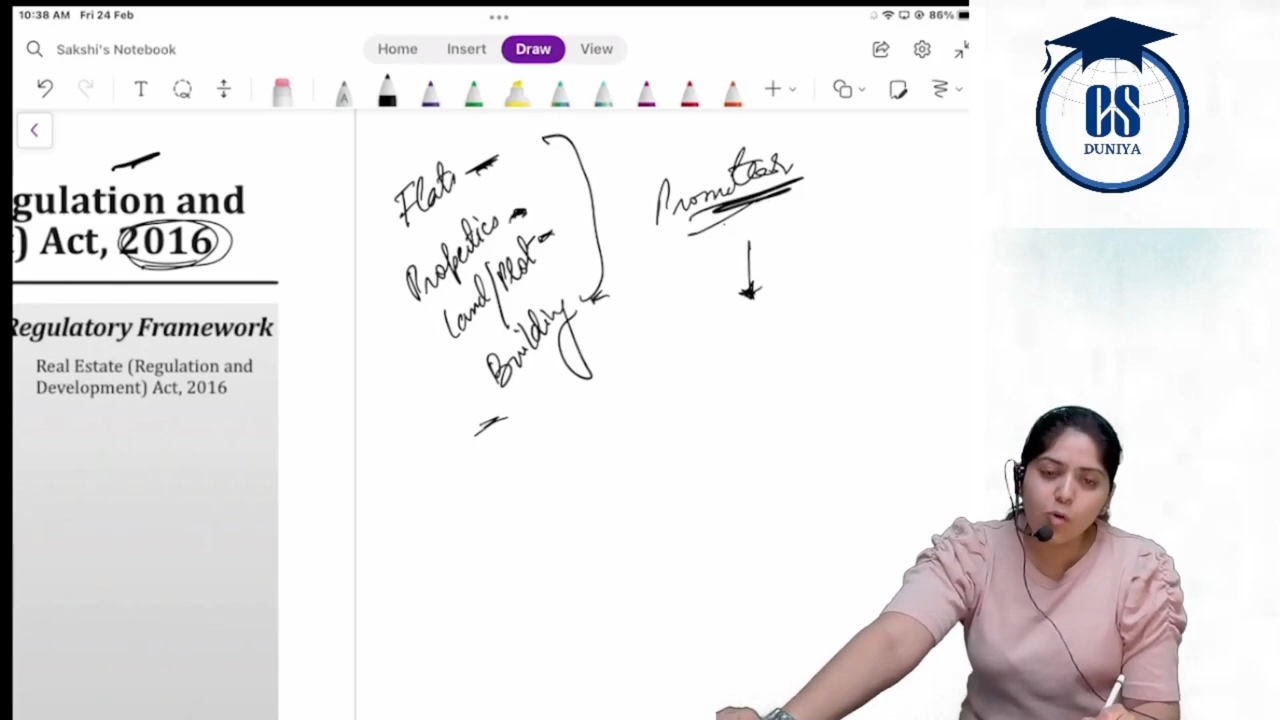 10:38 AM Fri 24 Feb
86%
Sakshi's Notebook
Home Insert Draw View
T
A
gulation and
) Act, 2016
Regulatory Framework
Real Estate (Regulation and
Development) Act, 2016
Flats
Properties
Land/Plot
Building
Promoter
CS
DUNIYA